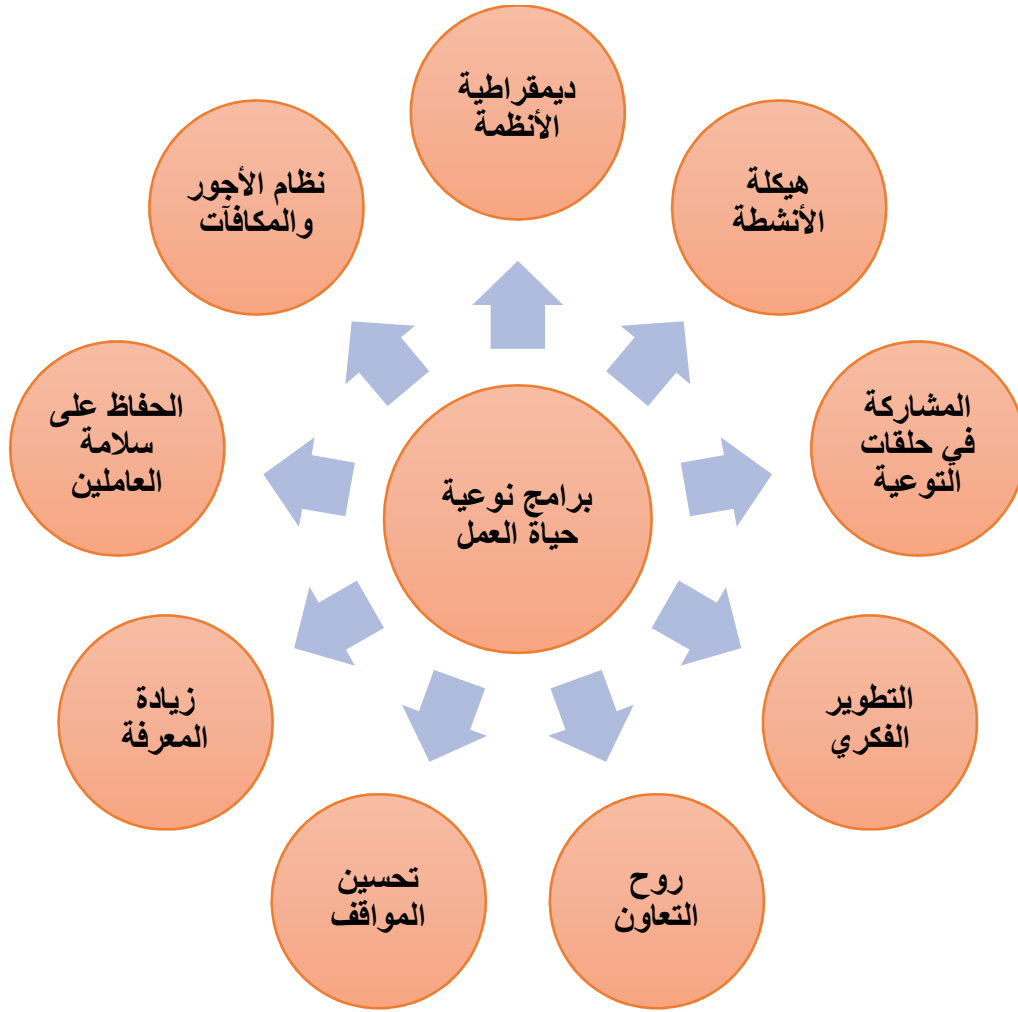 ديمقراطية
الأنظمة
هيكلة
الأنشطة
المشاركة
في حلقات
التوعية
التطوير
الفكري
روح
التعاون
تحسين
المواقف
زيادة
المعرفة
الحفاظ على
سلامة
العاملين
نظام الأجور
والمكافآت
برامج نوعية
حياة العمل